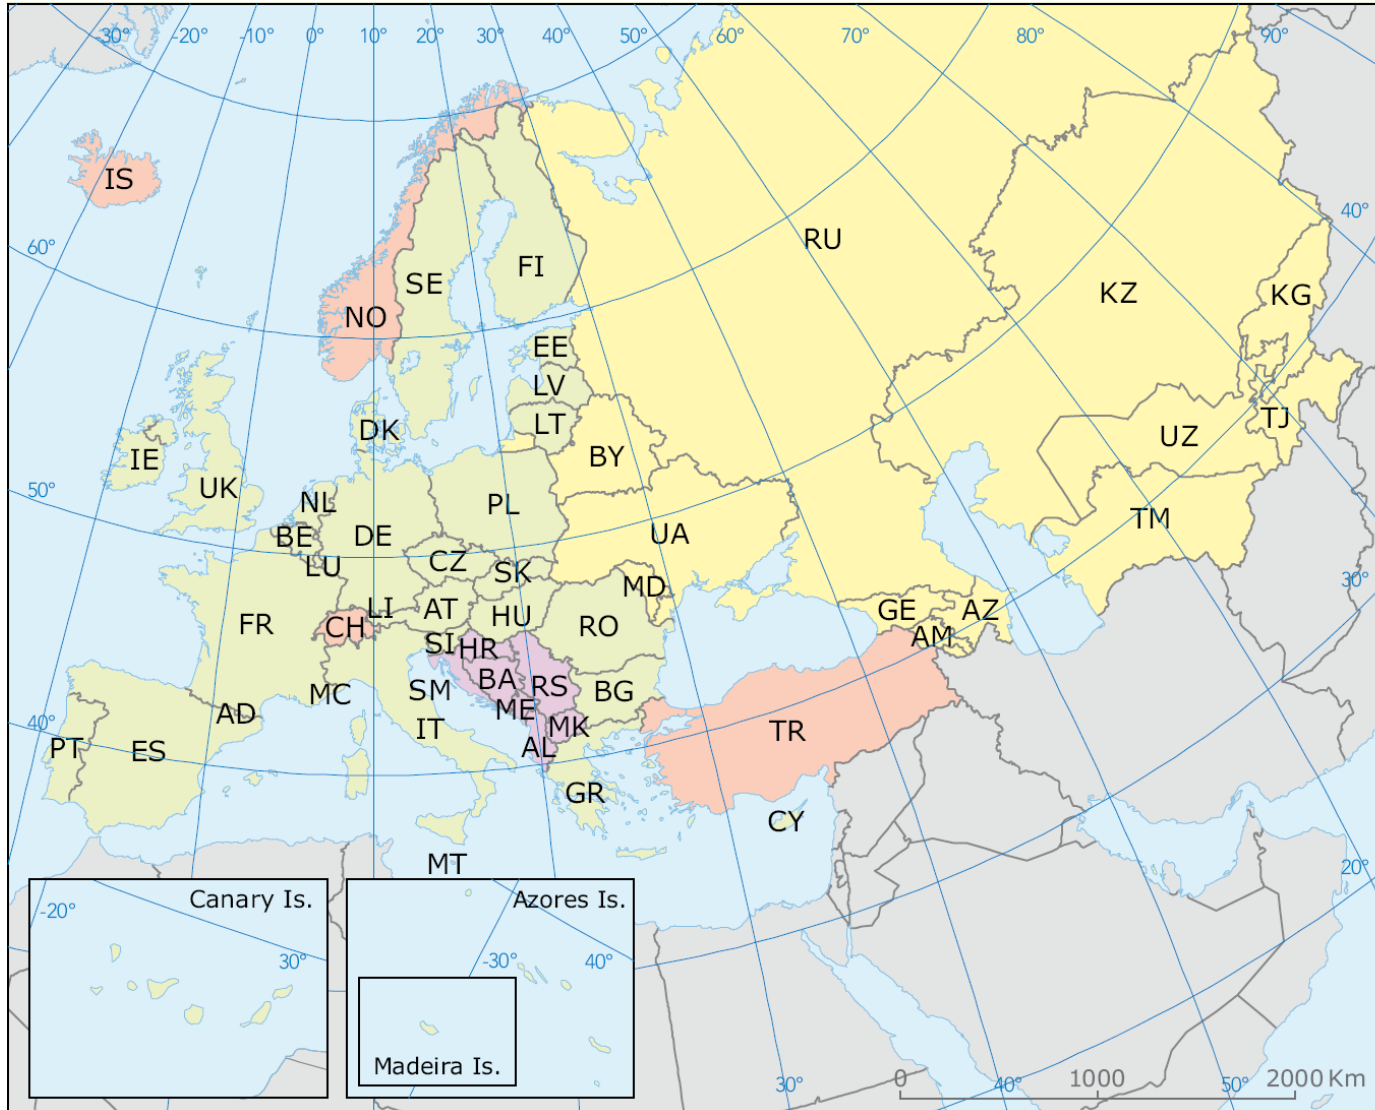 -30° -20° -10° 0° 10° 20° 30° 40° 50° 60° 70° 80° 90°
IS
40°
60°
RU
SE
FI
KZ
KG
NO
EE
LV
LT
TJ
DK
UZ
IE
BY
UK
50°
NL
PL
TM
BE
DE
UA
LU
CZ
SK
MD
30°
LI
AT
HU
GE
AZ
FR
CH
RO
AM
SI
HR
BA
RS
BG
SM
MC
ME
AD
MK
40°
IT
TR
PT
ES
AL
GR
CY
MT
20°
Canary Is.
-20°
30°
Azores Is.
-30°
40°
Madeira Is.
0 1000 2000 Km
30°
40°
50°